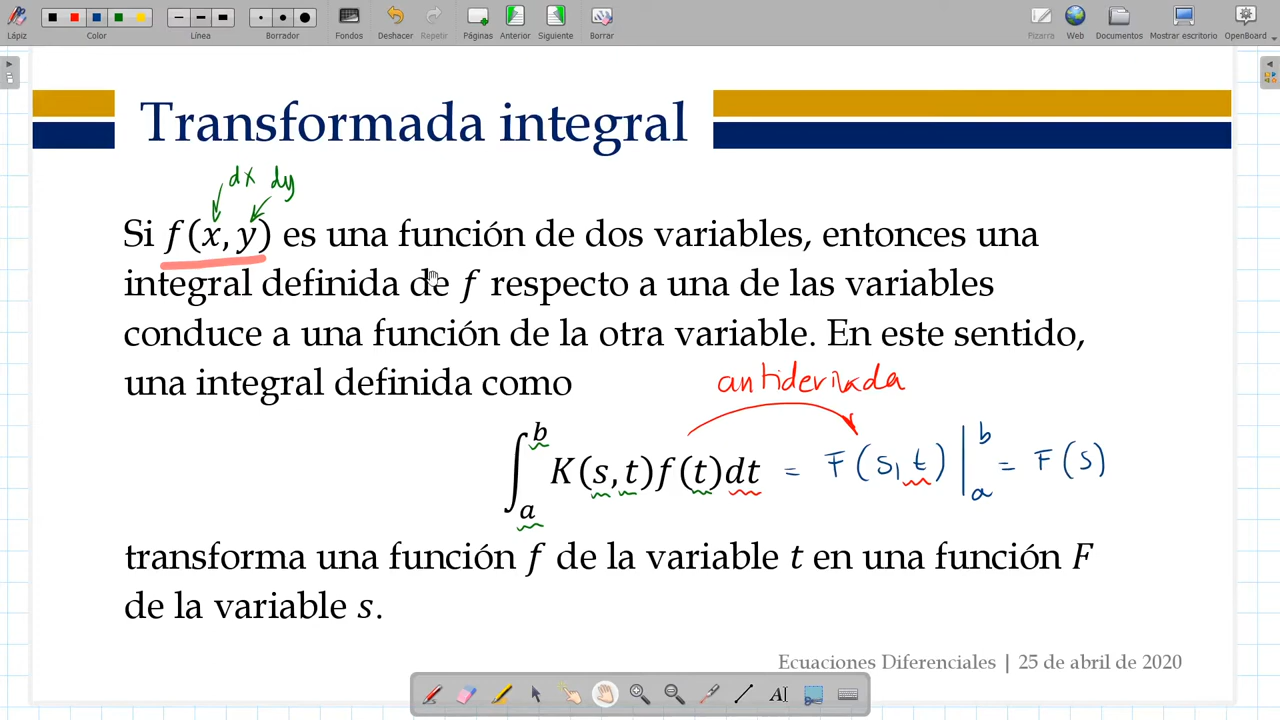 Lápiz Color Línea Borrador Fondos Deshacer Repetir Páginas Anterior Siguiente Borrar Pizarra Web Documentos Mostrar escritorio OpenBoard
Transformada integral
dx dy
Si f(x, y) es una función de dos variables, entonces una
integral definida de f respecto a una de las variables
conduce a una función de la otra variable. En este sentido,
una integral definida como
antiderivada
∫_a^b K(s, t)f(t)dt = F(s, t) |_a^b = F(s)
transforma una función f de la variable t en una función F
de la variable s.
Ecuaciones Diferenciales | 25 de abril de 2020